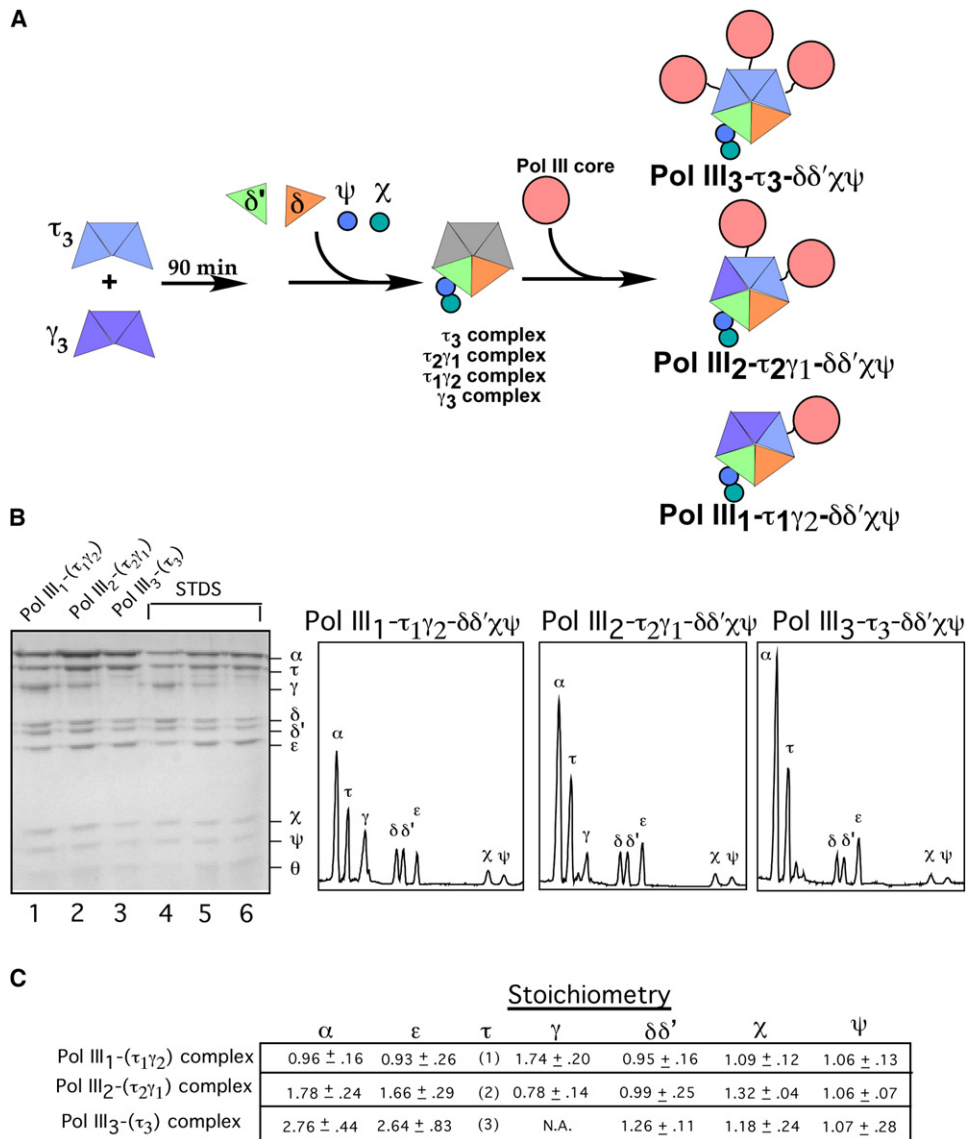 A
τ3
+
γ3
90 min
δ' δ ψ χ
τ3 complex
τ2γ1 complex
τ1γ2 complex
γ3 complex
Pol III core
Pol III3-τ3-δδ′χψ
Pol III2-τ2γ1-δδ′χψ
Pol III1-τ1γ2-δδ′χψ
B
Pol III1-(τ1γ2)
Pol III2-(τ2γ1)
Pol III3-(τ3)
STDS
α
τ
γ
δ
δ'
ε
χ
ψ
θ
1 2 3 4 5 6
Pol III1-τ1γ2-δδ′χψ
α τ γ δ δ' ε χ ψ
Pol III2-τ2γ1-δδ′χψ
α τ γ δ δ' ε χ ψ
Pol III3-τ3-δδ′χψ
α τ δ δ' ε χ ψ
C
Stoichiometry
α ε τ γ δδ' χ ψ
Pol III1-(τ1γ2) complex 0.96 ± .16 0.93 ± .26 (1) 1.74 ± .20 0.95 ± .16 1.09 ± .12 1.06 ± .13
Pol III2-(τ2γ1) complex 1.78 ± .24 1.66 ± .29 (2) 0.78 ± .14 0.99 ± .25 1.32 ± .04 1.06 ± .07
Pol III3-(τ3) complex 2.76 ± .44 2.64 ± .83 (3) N.A. 1.26 ± .11 1.18 ± .24 1.07 ± .28